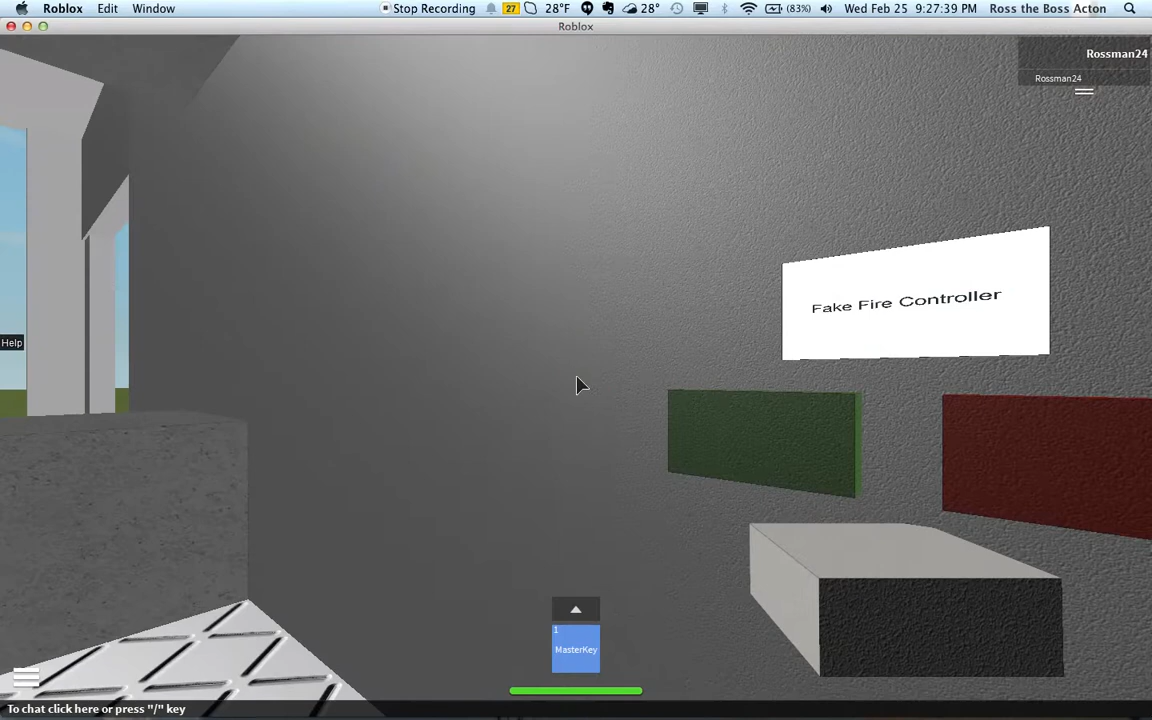 Roblox Edit Window Stop Recording 27 28°F 28° (83%) Wed Feb 25 9:27:39 PM Ross the Boss Acton
Roblox
Rossman24
Rossman24
Fake Fire Controller
Help
1
MasterKey
To chat click here or press "/" key